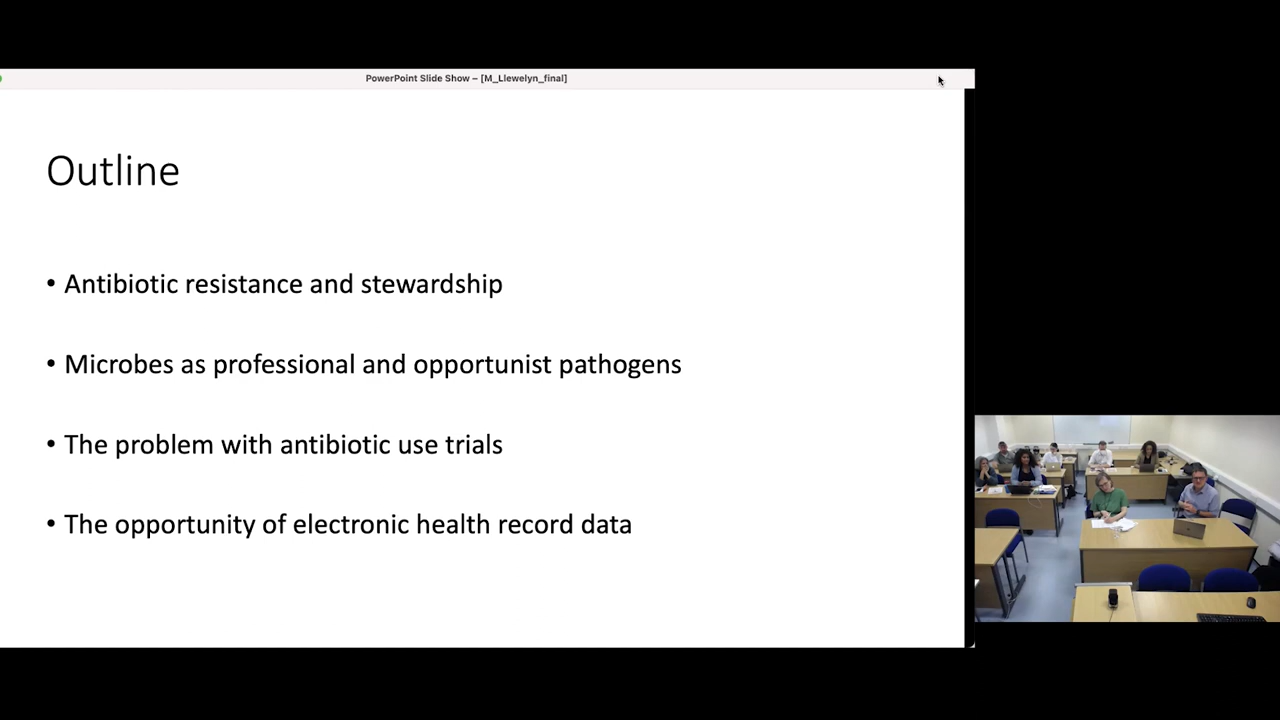 PowerPoint Slide Show – [M_Llewelyn_final]
Outline
• Antibiotic resistance and stewardship
• Microbes as professional and opportunist pathogens
• The problem with antibiotic use trials
• The opportunity of electronic health record data